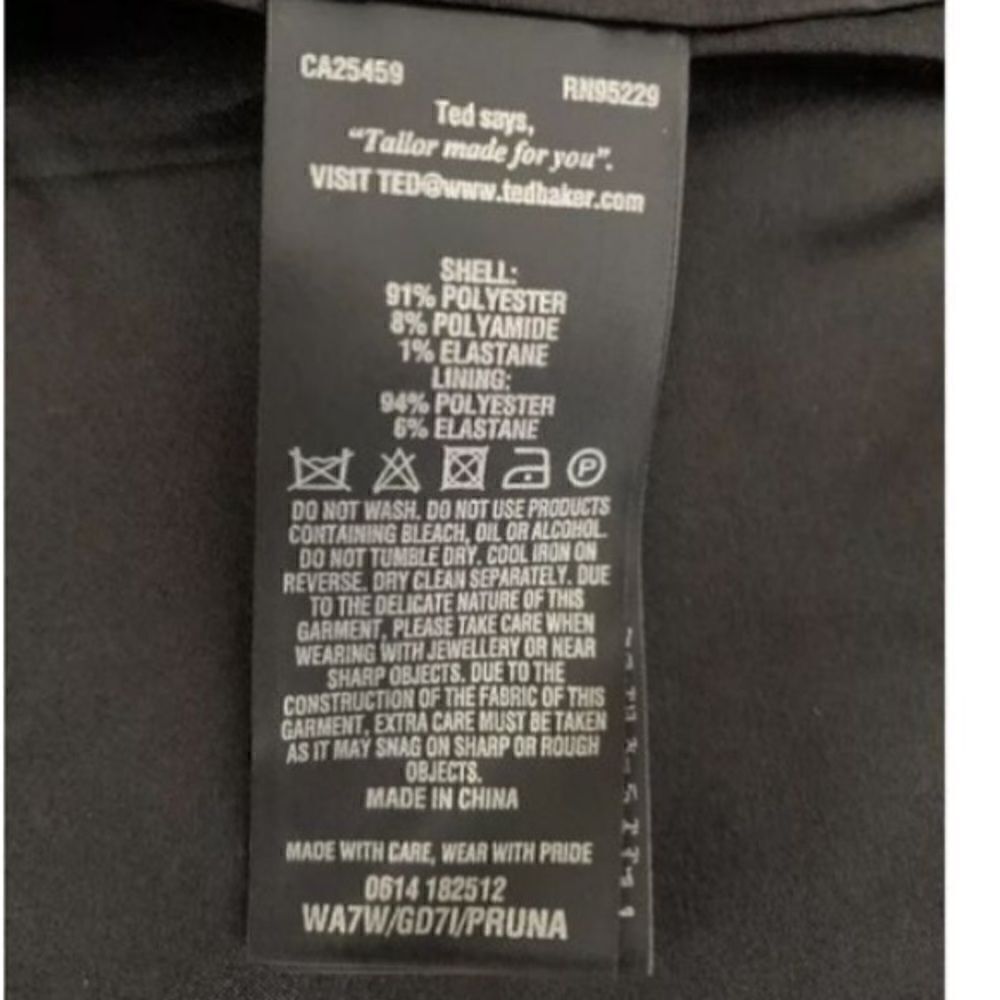 CA25459
RN95229
Ted says,
“Tailor made for you”.
VISIT TED@www.tedbaker.com
SHELL:
91% POLYESTER
8% POLYAMIDE
1% ELASTANE
LINING:
94% POLYESTER
6% ELASTANE
P
DO NOT WASH. DO NOT USE PRODUCTS
CONTAINING BLEACH, OIL OR ALCOHOL.
DO NOT TUMBLE DRY. COOL IRON ON
REVERSE. DRY CLEAN SEPARATELY. DUE
TO THE DELICATE NATURE OF THIS
GARMENT, PLEASE TAKE CARE WHEN
WEARING WITH JEWELLERY OR NEAR
SHARP OBJECTS. DUE TO THE
CONSTRUCTION OF THE FABRIC OF THIS
GARMENT, EXTRA CARE MUST BE TAKEN
AS IT MAY SNAG ON SHARP OR ROUGH
OBJECTS.
MADE IN CHINA
MADE WITH CARE, WEAR WITH PRIDE
0614 182512
WA7W/GD7I/PRUNA